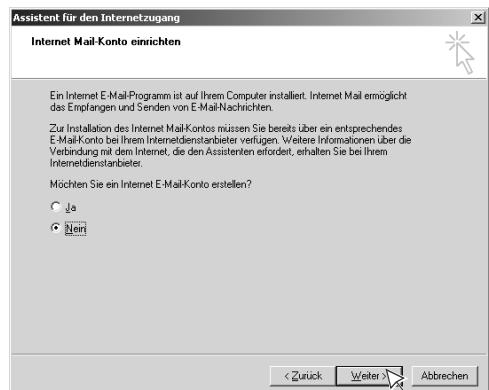 Assistent für den Internetzugang
Internet Mail-Konto einrichten
Ein Internet E-Mail-Programm ist auf Ihrem Computer installiert. Internet Mail ermöglicht
das Empfangen und Senden von E-Mail-Nachrichten.
Zur Installation des Internet Mail-Kontos müssen Sie bereits über ein entsprechendes
E-Mail-Konto bei Ihrem Internetdienstanbieter verfügen. Weitere Informationen über die
Verbindung mit dem Internet, die den Assistenten erfordert, erhalten Sie bei Ihrem
Internetdienstanbieter.
Möchten Sie ein Internet E-Mail-Konto erstellen?
Ja
Nein
< Zurück Weiter > Abbrechen